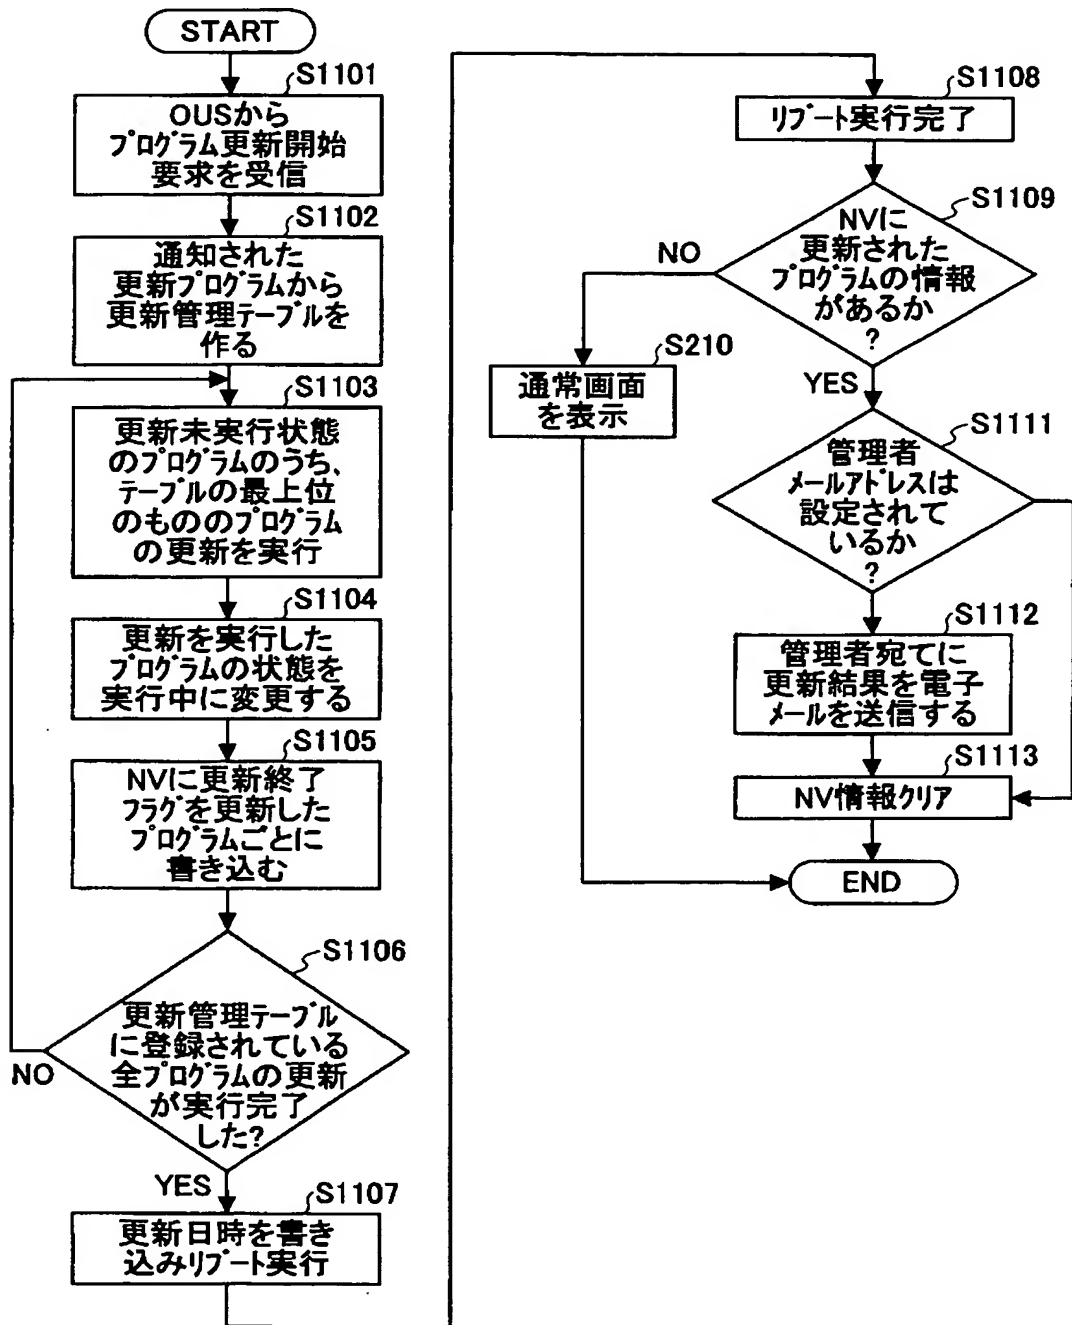 START
S1101
OUSから
プログラム更新開始
要求を受信
S1102
通知された
更新プログラムから
更新管理テーブルを
作る
S1103
更新未実行状態
のプログラムのうち、
テーブルの最上位
のもののプログラム
の更新を実行
S1104
更新を実行した
プログラムの状態を
実行中に変更する
S1105
NVに更新終了
フラグを更新した
プログラムごとに
書き込む
S1106
更新管理テーブル
に登録されている
全プログラムの更新
が実行完了
した?
NO
YES
S1107
更新日時を書き
込みリブート実行
S1108
リブート実行完了
S1109
NVに
更新された
プログラムの情報
があるか
?
NO
S210
通常画面
を表示
YES
S1111
管理者
メールアドレスは
設定されて
いるか
?
S1112
管理者宛てに
更新結果を電子
メールを送信する
S1113
NV情報クリア
END